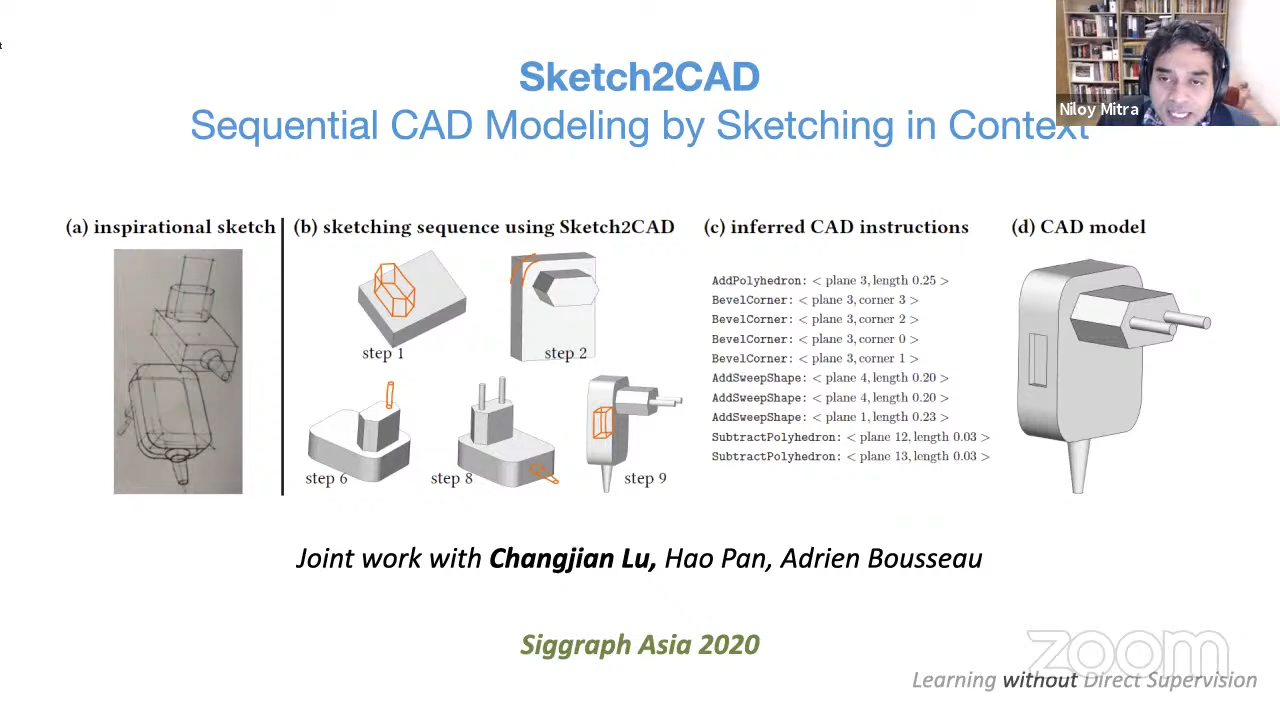 t
Sketch2CAD
Sequential CAD Modeling by Sketching in Context
Niloy Mitra
(a) inspirational sketch
(b) sketching sequence using Sketch2CAD
step 1
step 2
step 6
step 8
step 9
(c) inferred CAD instructions
AddPolyhedron: < plane 3, length 0.25 >
BevelCorner: < plane 3, corner 3 >
BevelCorner: < plane 3, corner 2 >
BevelCorner: < plane 3, corner 0 >
BevelCorner: < plane 3, corner 1 >
AddSweepShape: < plane 4, length 0.20 >
AddSweepShape: < plane 4, length 0.20 >
AddSweepShape: < plane 1, length 0.23 >
SubtractPolyhedron: < plane 12, length 0.03 >
SubtractPolyhedron: < plane 13, length 0.03 >
(d) CAD model
Joint work with Changjian Lu, Hao Pan, Adrien Bousseau
Siggraph Asia 2020
zoom
Learning without Direct Supervision